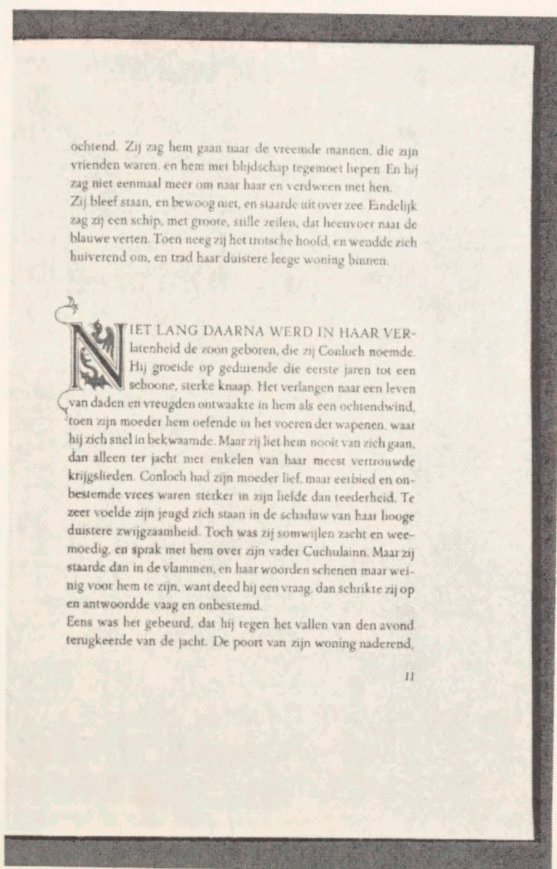 ochtend. Zij zag hem gaan naar de vreemde mannen, die zijn
vrienden waren, en hem met blijdschap tegemoet liepen. En hij
zag niet eenmaal meer om naar haar en verdween met hen.
Zij bleef staan, en bewoog niet, en staarde uit over zee. Eindelijk
zag zij een schip, met groote, stille zeilen, dat heenvoer naar de
blauwe verten. Toen neeg zij het trotsche hoofd, en wendde zich
huiverend om, en trad haar duistere leege woning binnen.
NIET LANG DAARNA WERD IN HAAR VER-
latenheid de zoon geboren, die zij Conloch noemde.
Hij groeide op gedurende die eerste jaren tot een
schoone, sterke knaap. Het verlangen naar een leven
van daden en vreugden ontwaakte in hem als een ochtendwind,
toen zijn moeder hem oefende in het voeren der wapenen, waar
hij zich snel in bekwaamde. Maar zij liet hem nooit van zich gaan,
dan alleen ter jacht met enkelen van haar meest vertrouwde
krijgslieden. Conloch had zijn moeder lief, maar eerbied en on-
bestemde vrees waren sterker in zijn liefde dan teederheid. Te
zeer voelde zijn jeugd zich staan in de schaduw van haar hooge
duistere zwijgzaamheid. Toch was zij somwijlen zacht en wee-
moedig, en sprak met hem over zijn vader Cuchulainn. Maar zij
staarde dan in de vlammen, en haar woorden schenen maar wei-
nig voor hem te zijn, want deed hij een vraag, dan schrikte zij op
en antwoordde vaag en onbestemd.
Eens was het gebeurd, dat hij tegen het vallen van den avond
terugkeerde van de jacht. De poort van zijn woning naderend,
11